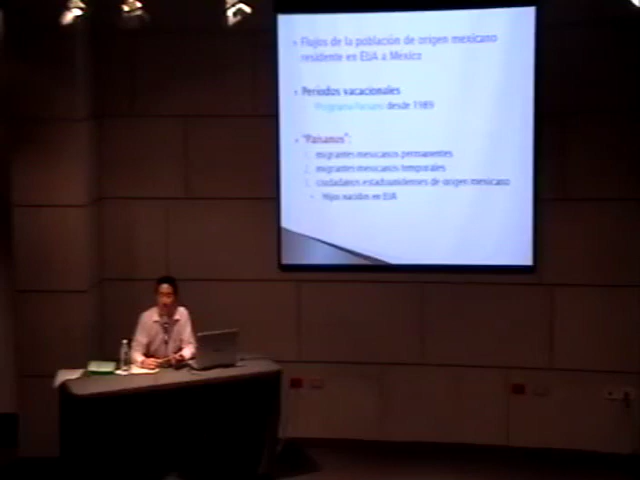 Flujos de la población de origen mexicano
residente en EUA a México
Periodos vacacionales
Programa Paisano desde 1989
"Paisanos":
1. migrantes mexicanos permanentes
2. migrantes mexicanos temporales
3. ciudadanos estadounidenses de origen mexicano
Hijos nacidos en EUA